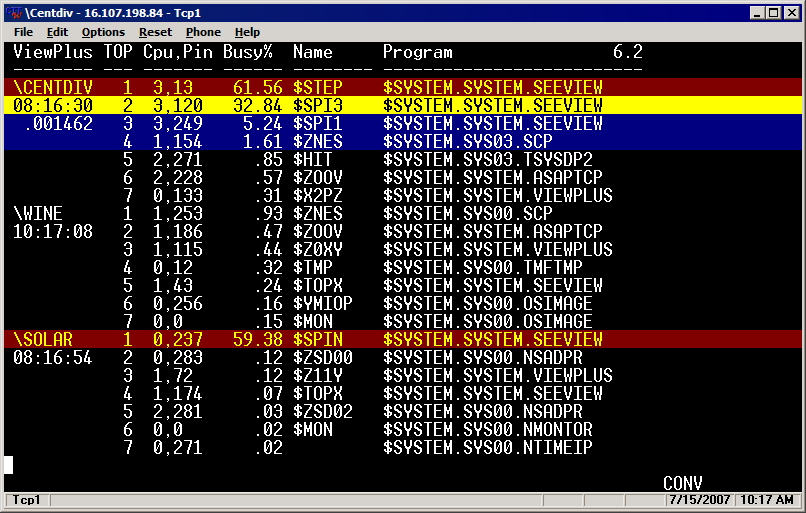 \Centdiv - 16.107.198.84 - Tcp1
File Edit Options Reset Phone Help
ViewPlus TOP Cpu,Pin Busy% Name Program 6.2
-------- --- ------- ----- -------- --------------------------
\CENTDIV 1 3,13 61.56 $STEP $SYSTEM.SYSTEM.SEEVIEW
08:16:30 2 3,120 32.84 $SPI3 $SYSTEM.SYSTEM.SEEVIEW
.001462 3 3,249 5.24 $SPI1 $SYSTEM.SYSTEM.SEEVIEW
4 1,154 1.61 $ZNES $SYSTEM.SYS03.SCP
5 2,271 .85 $HIT $SYSTEM.SYS03.TSYSDP2
6 2,228 .57 $ZOOV $SYSTEM.SYSTEM.ASAPTCP
7 0,133 .31 $X2PZ $SYSTEM.SYSTEM.VIEWPLUS
\WINE 1 1,253 .93 $ZNES $SYSTEM.SYS00.SCP
10:17:08 2 1,186 .47 $ZOOV $SYSTEM.SYSTEM.ASAPTCP
3 1,115 .44 $Z0XY $SYSTEM.SYSTEM.VIEWPLUS
4 0,12 .32 $TMP $SYSTEM.SYS00.TMFTMP
5 1,43 .24 $TOPX $SYSTEM.SYSTEM.SEEVIEW
6 0,256 .16 $YMIOP $SYSTEM.SYS00.OSIMAGE
7 0,0 .15 $MON $SYSTEM.SYS00.OSIMAGE
\SOLAR 1 0,237 59.38 $SPIN $SYSTEM.SYSTEM.SEEVIEW
08:16:54 2 0,283 .12 $ZSD00 $SYSTEM.SYS00.NSADPR
3 1,72 .12 $Z11Y $SYSTEM.SYSTEM.VIEWPLUS
4 1,174 .07 $TOPX $SYSTEM.SYSTEM.SEEVIEW
5 2,281 .03 $ZSD02 $SYSTEM.SYS00.NSADPR
6 0,0 .02 $MON $SYSTEM.SYS00.NMONTOR
7 0,271 .02 $SYSTEM.SYS00.NTIMEIP
CONV
Tcp1 7/15/2007 10:17 AM